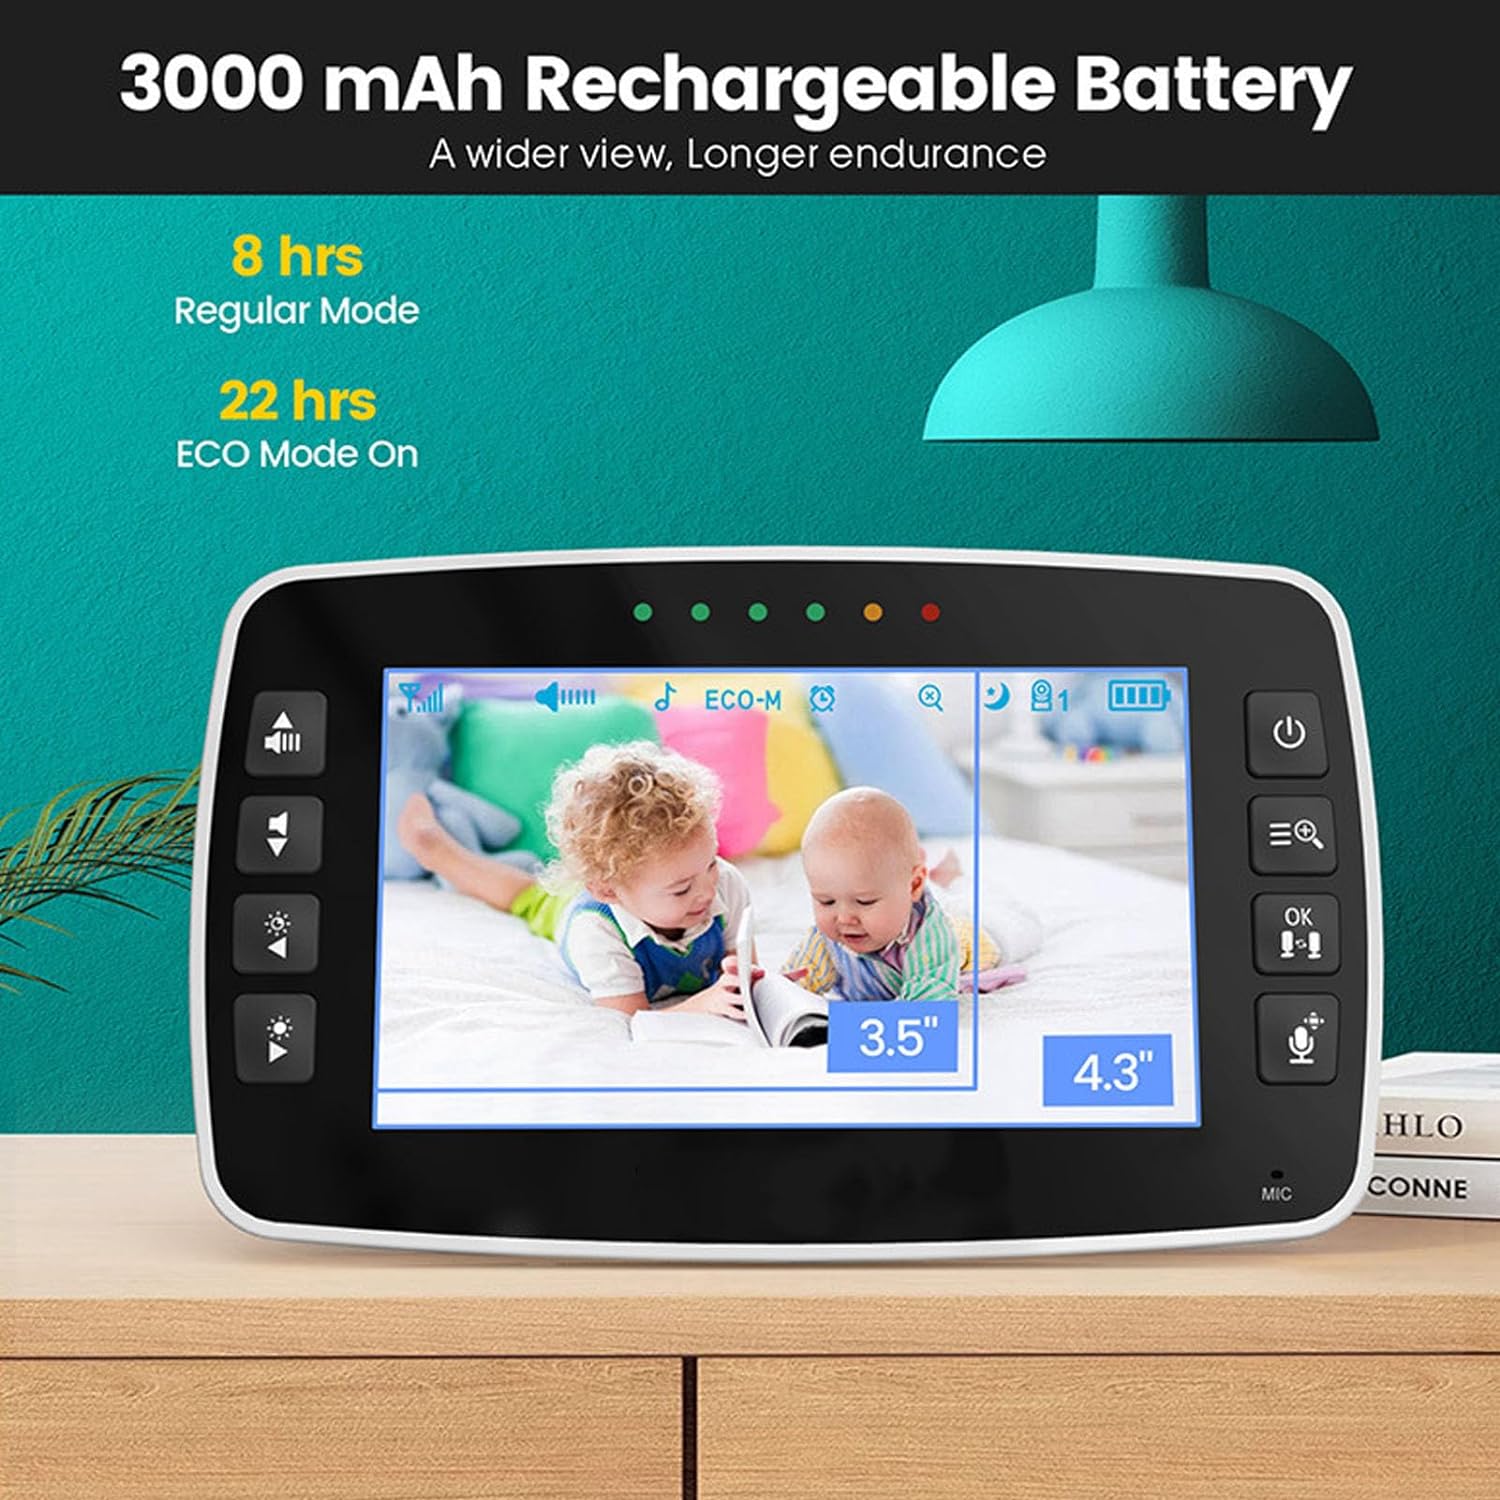 3000 mAh Rechargeable Battery
A wider view, Longer endurance
8 hrs
Regular Mode
22 hrs
ECO Mode On
ECO-M
1
OK
3.5"
4.3"
MIC
HLO
CONNE